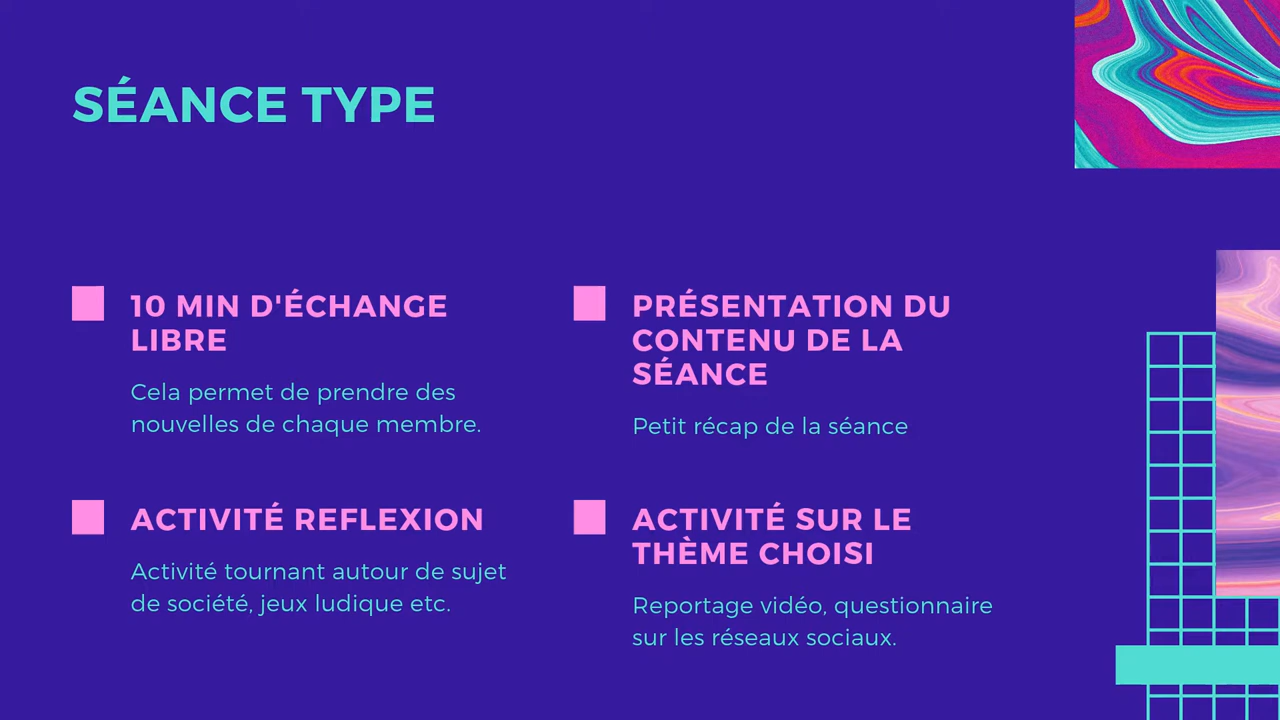 SÉANCE TYPE
10 MIN D'ÉCHANGE
LIBRE
Cela permet de prendre des
nouvelles de chaque membre.
PRÉSENTATION DU
CONTENU DE LA
SÉANCE
Petit récap de la séance
ACTIVITÉ REFLEXION
Activité tournant autour de sujet
de société, jeux ludique etc.
ACTIVITÉ SUR LE
THÈME CHOISI
Reportage vidéo, questionnaire
sur les réseaux sociaux.